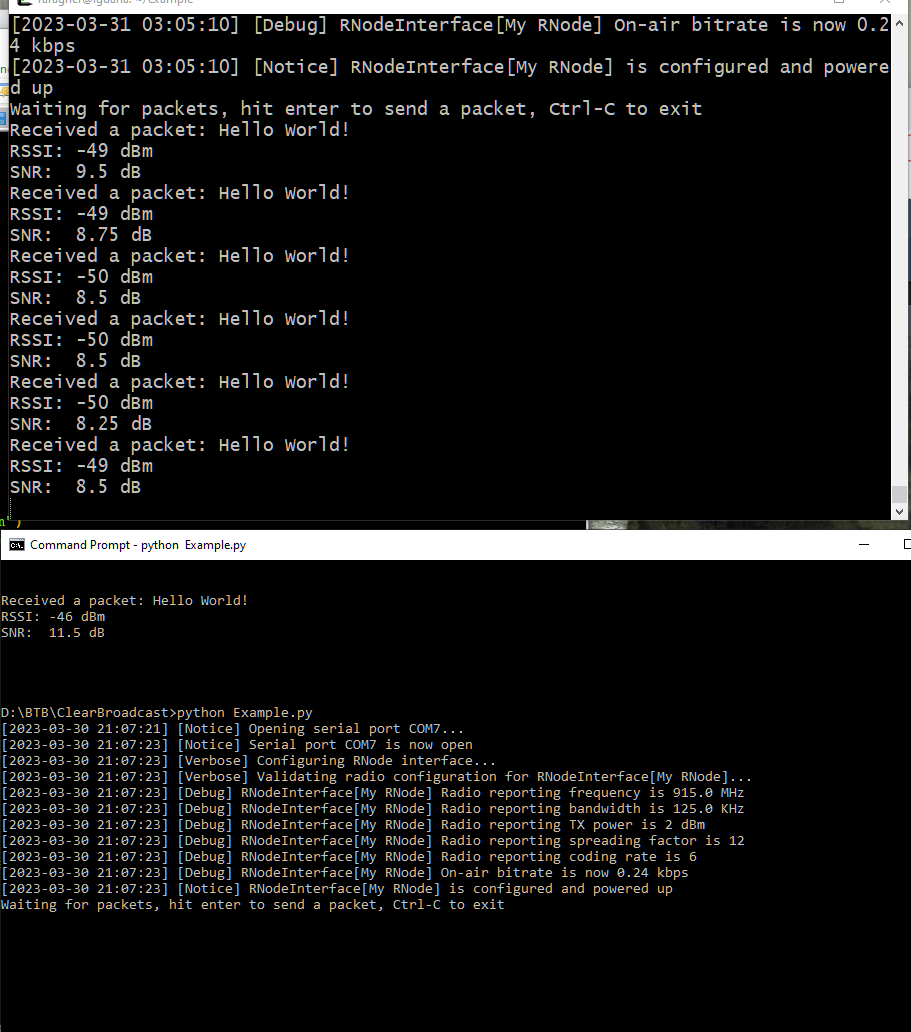 [2023-03-31 03:05:10] [Debug] RNodeInterface[My RNode] On-air bitrate is now 0.2
4 kbps
[2023-03-31 03:05:10] [Notice] RNodeInterface[My RNode] is configured and powere
d up
Waiting for packets, hit enter to send a packet, Ctrl-C to exit
Received a packet: Hello World!
RSSI: -49 dBm
SNR:  9.5 dB
Received a packet: Hello World!
RSSI: -49 dBm
SNR:  8.75 dB
Received a packet: Hello World!
RSSI: -50 dBm
SNR:  8.5 dB
Received a packet: Hello World!
RSSI: -50 dBm
SNR:  8.5 dB
Received a packet: Hello World!
RSSI: -50 dBm
SNR:  8.25 dB
Received a packet: Hello World!
RSSI: -49 dBm
SNR:  8.5 dB
Command Prompt - python  Example.py
Received a packet: Hello World!
RSSI: -46 dBm
SNR:  11.5 dB
D:\BTB\ClearBroadcast>python Example.py
[2023-03-30 21:07:21] [Notice] Opening serial port COM7...
[2023-03-30 21:07:23] [Notice] Serial port COM7 is now open
[2023-03-30 21:07:23] [Verbose] Configuring RNode interface...
[2023-03-30 21:07:23] [Verbose] Validating radio configuration for RNodeInterface[My RNode]...
[2023-03-30 21:07:23] [Debug] RNodeInterface[My RNode] Radio reporting frequency is 915.0 MHz
[2023-03-30 21:07:23] [Debug] RNodeInterface[My RNode] Radio reporting bandwidth is 125.0 KHz
[2023-03-30 21:07:23] [Debug] RNodeInterface[My RNode] Radio reporting TX power is 2 dBm
[2023-03-30 21:07:23] [Debug] RNodeInterface[My RNode] Radio reporting spreading factor is 12
[2023-03-30 21:07:23] [Debug] RNodeInterface[My RNode] Radio reporting coding rate is 6
[2023-03-30 21:07:23] [Debug] RNodeInterface[My RNode] On-air bitrate is now 0.24 kbps
[2023-03-30 21:07:23] [Notice] RNodeInterface[My RNode] is configured and powered up
Waiting for packets, hit enter to send a packet, Ctrl-C to exit